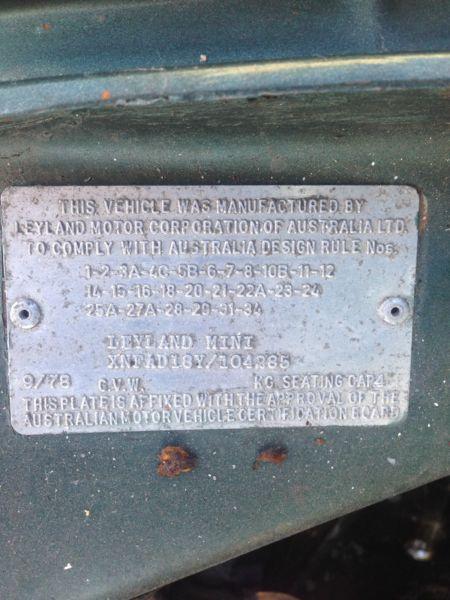 THIS VEHICLE WAS MANUFACTURED BY
LEYLAND MOTOR CORPORATION OF AUSTRALIA LTD.
TO COMPLY WITH AUSTRALIA DESIGN RULE Nos.
1-2-3A-4C-5B-6-7-8-10B-11-12
14-15-16-18-20-21-22A-23-24
25A-27A-28-29-31-34
LEYLAND MINI
XNFAD18Y/104285
9/78 G.V.W. KG. SEATING CAP 4
THIS PLATE IS AFFIXED WITH THE APPROVAL OF THE
AUSTRALIAN MOTOR VEHICLE CERTIFICATION BOARD